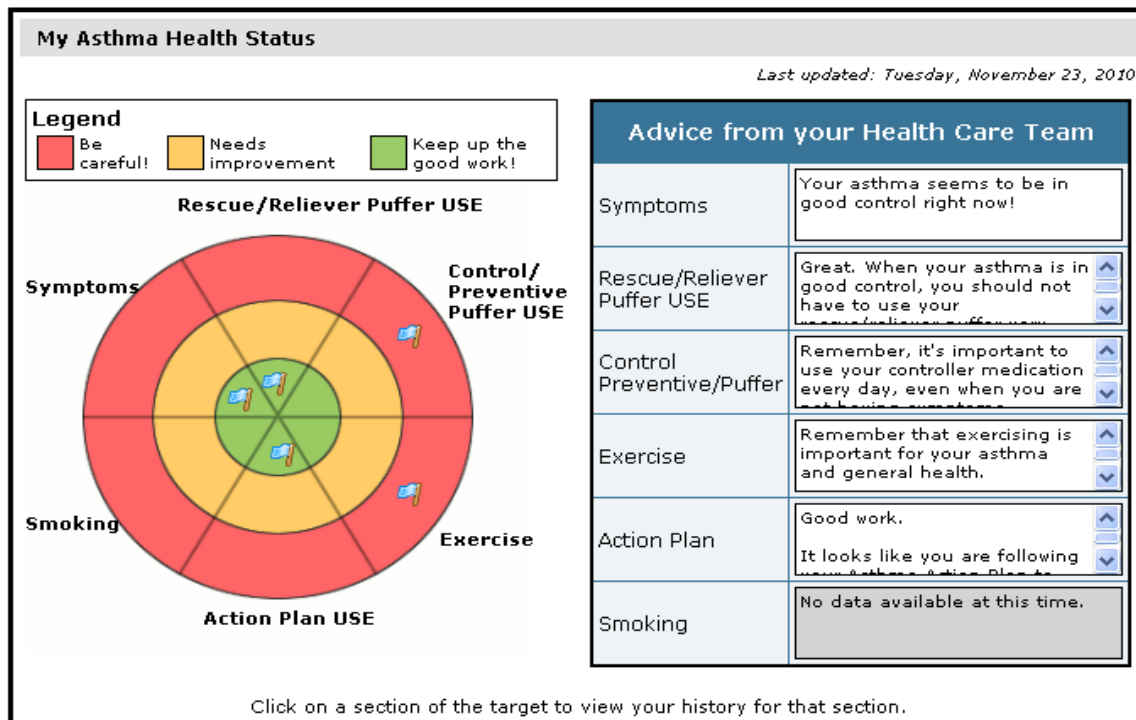 My Asthma Health Status
Last updated: Tuesday, November 23, 2010
Legend
Be
careful!
Needs
improvement
Keep up the
good work!
Rescue/Reliever Puffer USE
Symptoms
Control/
Preventive
Puffer USE
Smoking
Exercise
Action Plan USE
Advice from your Health Care Team
Symptoms
Your asthma seems to be in
good control right now!
Rescue/Reliever
Puffer USE
Great. When your asthma is in
good control, you should not
have to use your
Control
Preventive/Puffer
Remember, it's important to
use your controller medication
every day, even when you are
Exercise
Remember that exercising is
important for your asthma
and general health.
Action Plan
Good work.
It looks like you are following
Smoking
No data available at this time.
Click on a section of the target to view your history for that section.